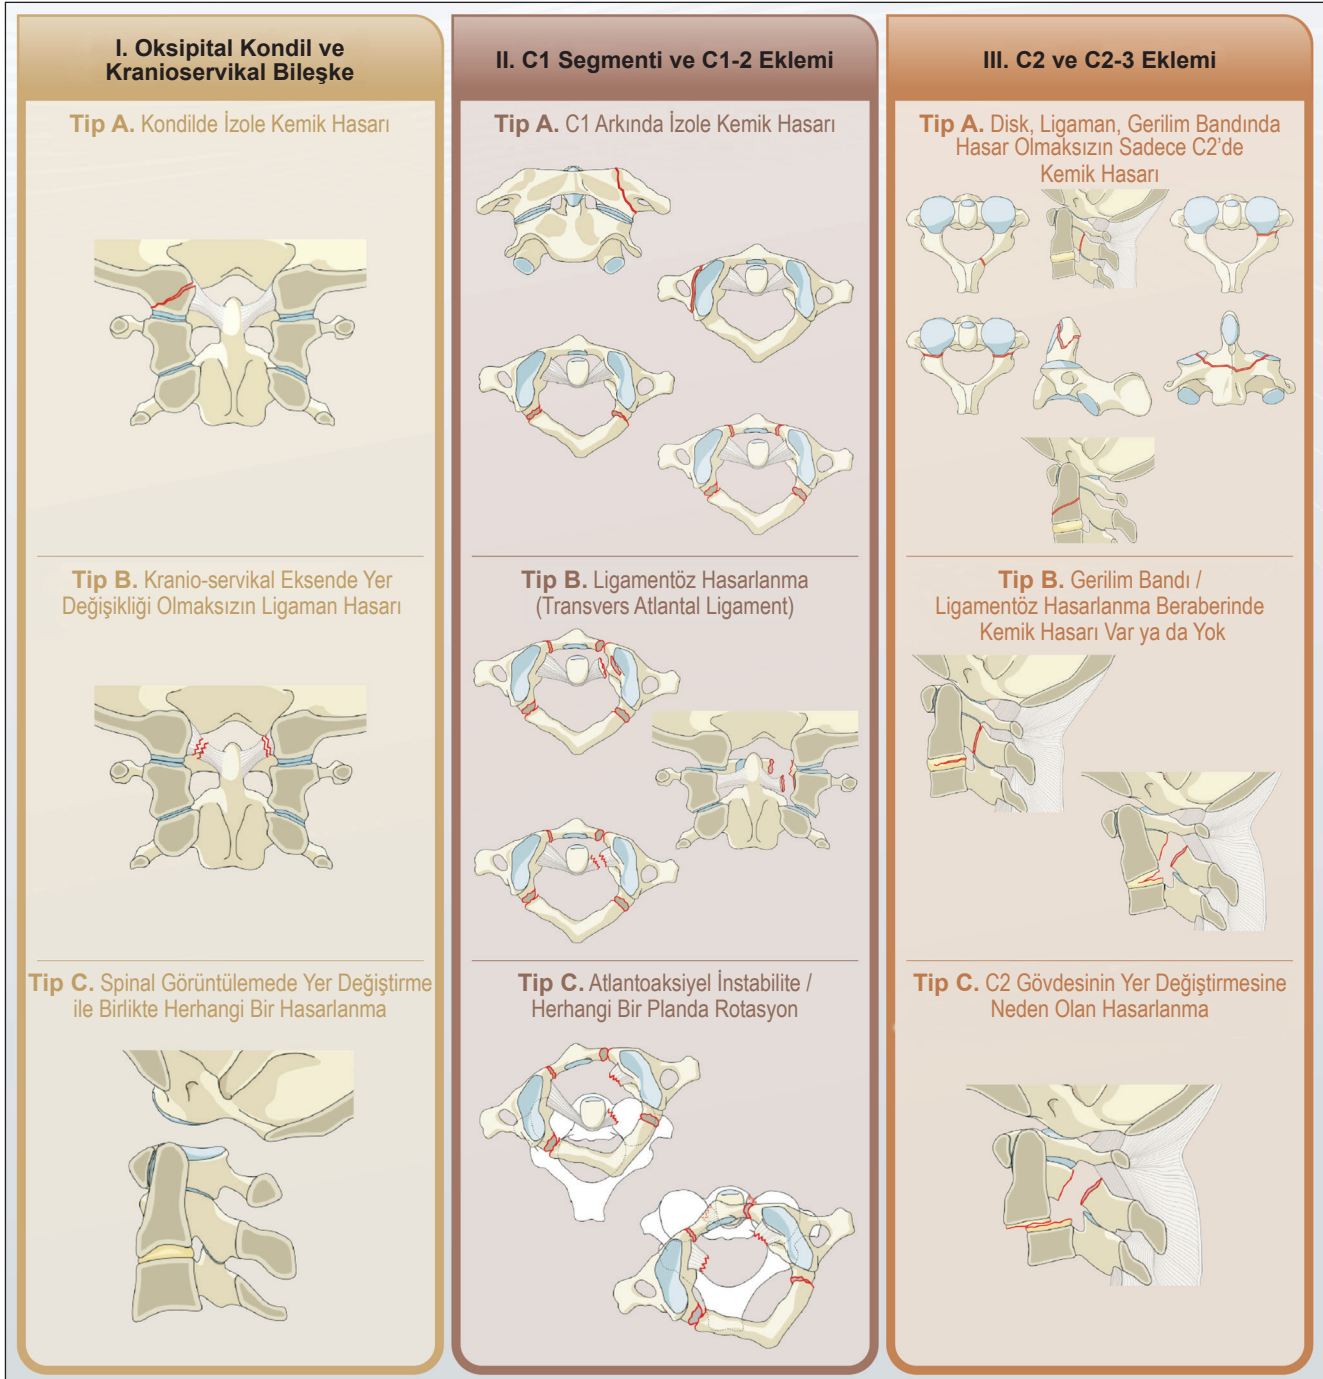 I. Oksipital Kondil ve
Kranioservikal Bileşke
Tip A. Kondilde İzole Kemik Hasarı
Tip B. Kranio-servikal Eksende Yer
Değişikliği Olmaksızın Ligaman Hasarı
Tip C. Spinal Görüntülemede Yer Değiştirme
ile Birlikte Herhangi Bir Hasarlanma
II. C1 Segmenti ve C1-2 Eklemi
Tip A. C1 Arkında İzole Kemik Hasarı
Tip B. Ligamentöz Hasarlanma
(Transvers Atlantal Ligament)
Tip C. Atlantoaksiyel İnstabilite /
Herhangi Bir Planda Rotasyon
III. C2 ve C2-3 Eklemi
Tip A. Disk, Ligaman, Gerilim Bandında
Hasar Olmaksızın Sadece C2’de
Kemik Hasarı
Tip B. Gerilim Bandı /
Ligamentöz Hasarlanma Beraberinde
Kemik Hasarı Var ya da Yok
Tip C. C2 Gövdesinin Yer Değiştirmesine
Neden Olan Hasarlanma